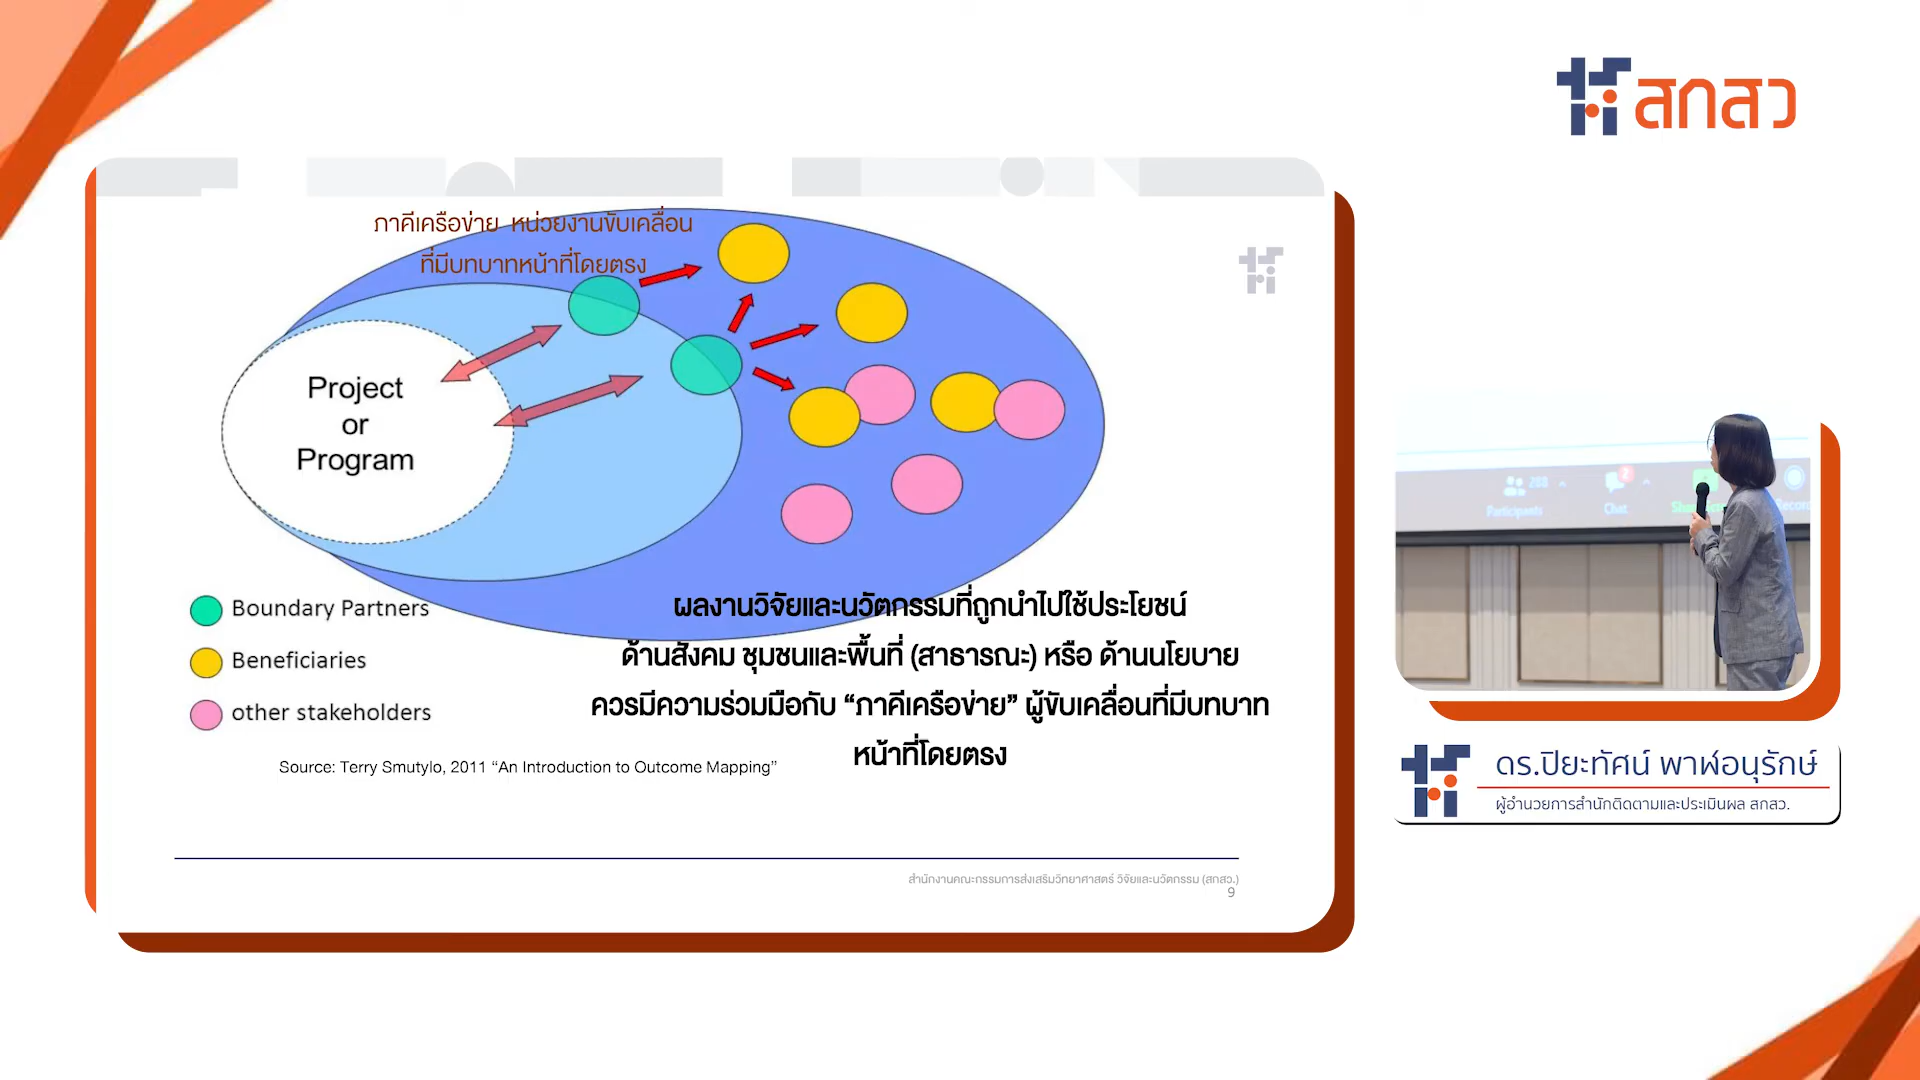 สกสว
ภาคีเครือข่าย หน่วยงานขับเคลื่อน
ที่มีบทบาทหน้าที่โดยตรง
Project
or
Program
Boundary Partners
Beneficiaries
other stakeholders
ผลงานวิจัยและนวัตกรรมที่ถูกนำไปใช้ประโยชน์
ด้านสังคม ชุมชนและพื้นที่ (สาธารณะ) หรือ ด้านนโยบาย
ควรมีความร่วมมือกับ “ภาคีเครือข่าย” ผู้ขับเคลื่อนที่มีบทบาท
หน้าที่โดยตรง
Source: Terry Smutylo, 2011 “An Introduction to Outcome Mapping”
สำนักงานคณะกรรมการส่งเสริมวิทยาศาสตร์ วิจัยและนวัตกรรม (สกสว.)
9
288
2
Participants
Chat
ดร.ปิยะทัศน์ พาฬอนุรักษ์
ผู้อำนวยการสำนักติดตามและประเมินผล สกสว.